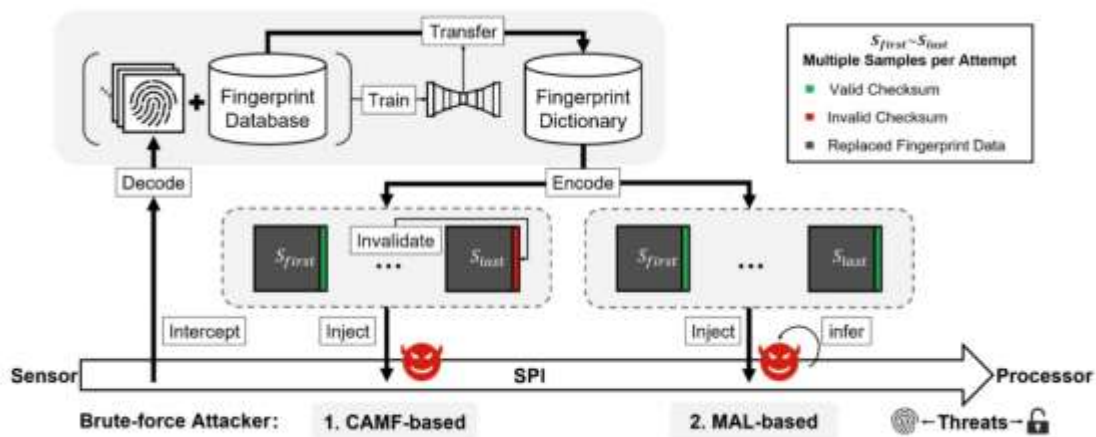 Transfer
S_first~S_last
Multiple Samples per Attempt
Valid Checksum
Invalid Checksum
Replaced Fingerprint Data
Fingerprint
Database
Train
Fingerprint
Dictionary
Decode
Encode
Invalidate
S_first
...
S_last
S_first
...
S_last
Intercept
Inject
Inject
infer
Sensor
SPI
Processor
Brute-force Attacker:
1. CAMF-based
2. MAL-based
←Threats→